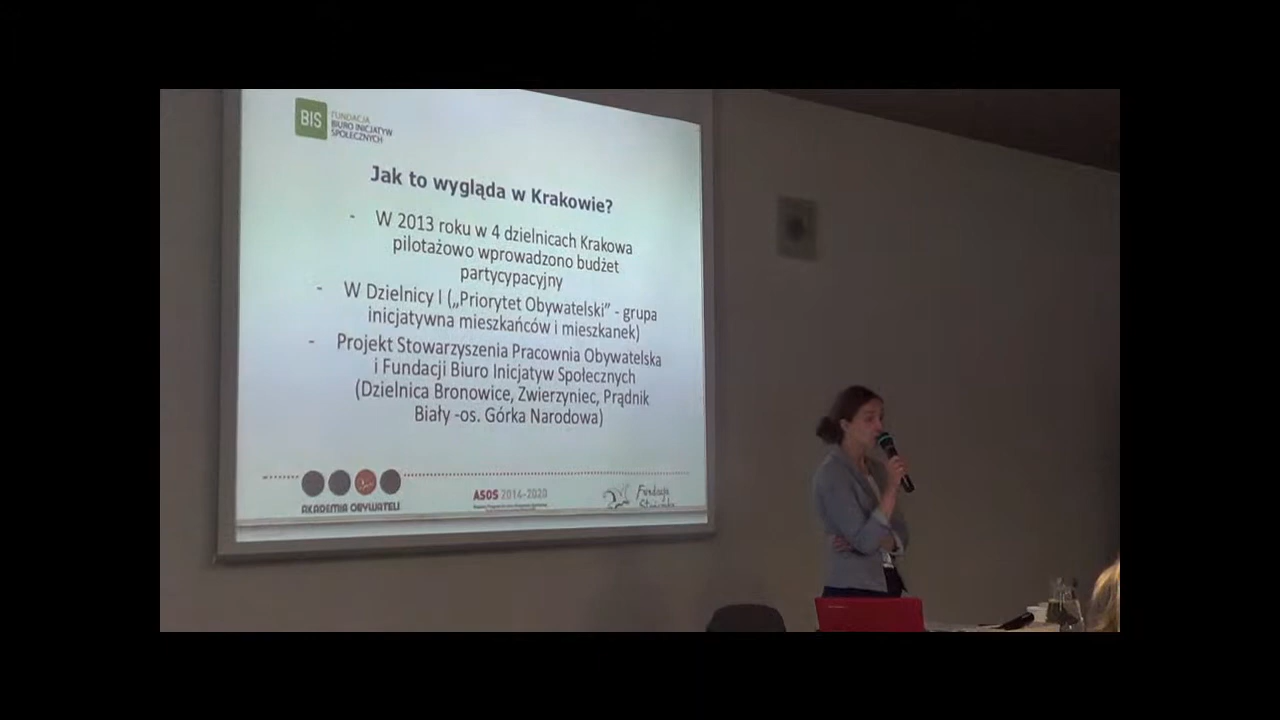 BIS
FUNDACJA
BIURO INICJATYW
SPOŁECZNYCH
Jak to wygląda w Krakowie?
- W 2013 roku w 4 dzielnicach Krakowa
pilotażowo wprowadzono budżet
partycypacyjny
- W Dzielnicy I („Priorytet Obywatelski” - grupa
inicjatywna mieszkańców i mieszkanek)
- Projekt Stowarzyszenia Pracownia Obywatelska
i Fundacji Biuro Inicjatyw Społecznych
(Dzielnica Bronowice, Zwierzyniec, Prądnik
Biały -os. Górka Narodowa)
AKADEMIA OBYWATELI
ASOS 2014-2020
Fundacja